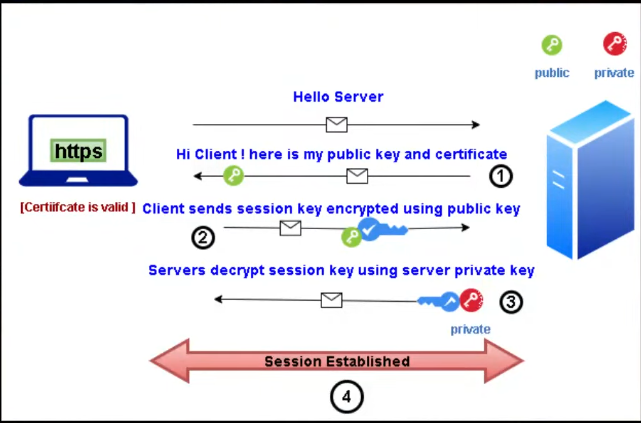 public private
Hello Server
https
Hi Client ! here is my public key and certificate
1
[Certiifcate is valid ]
Client sends session key encrypted using public key
2
Servers decrypt session key using server private key
3
private
Session Established
4